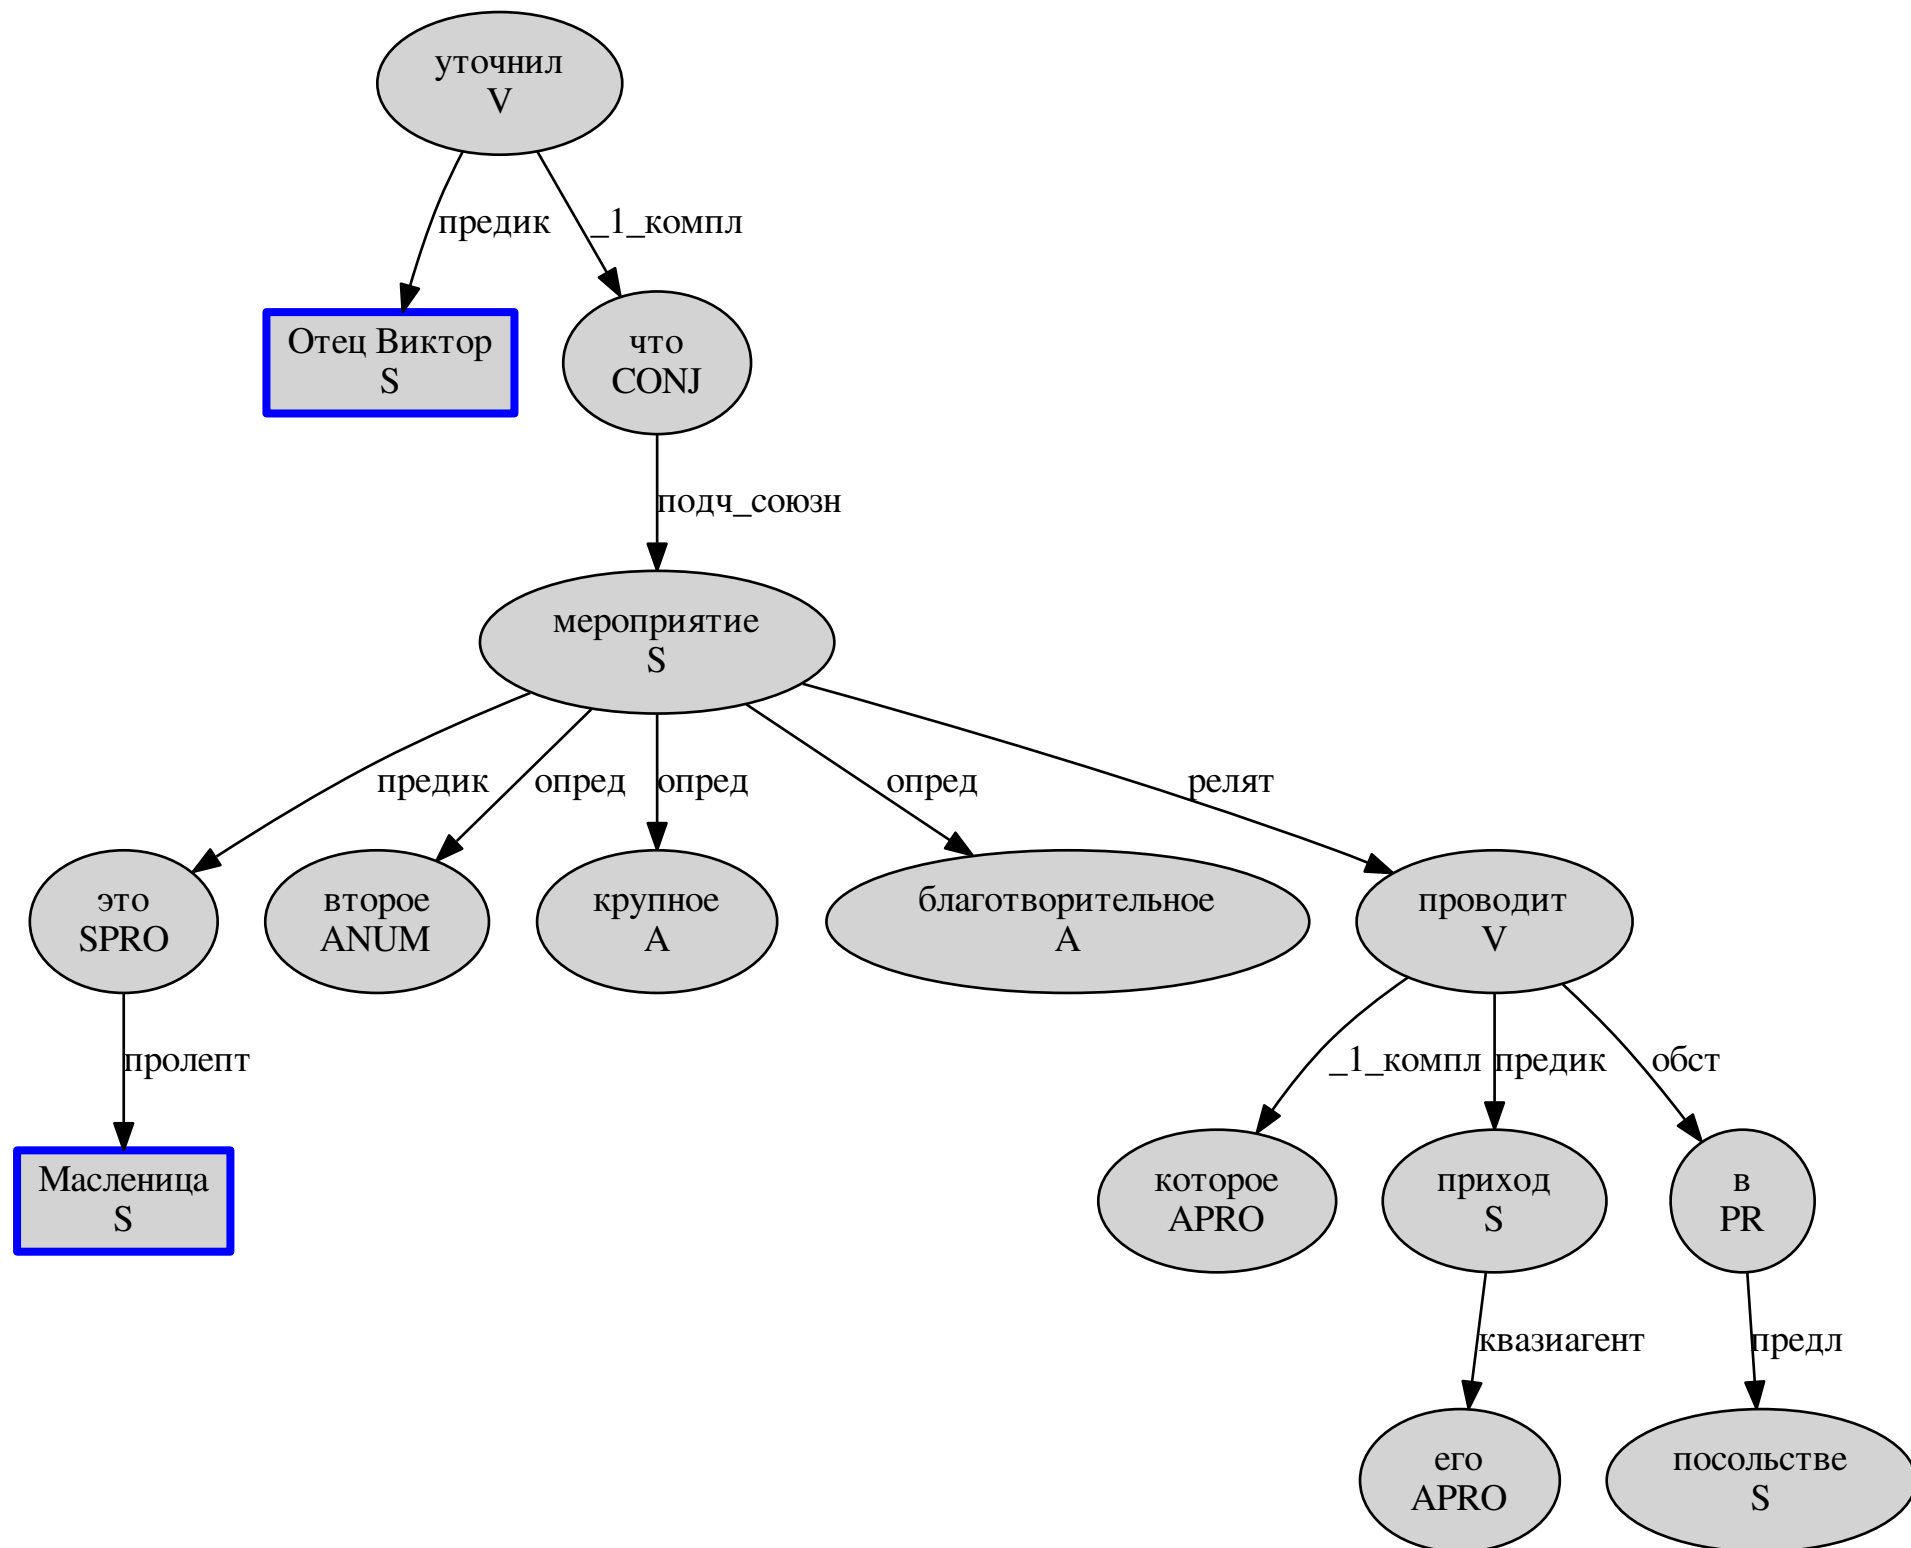 уточнил
V
предик
_1_компл
Отец Виктор
S
что
CONJ
подч_союзн
мероприятие
S
предик
опред
опред
опред
релят
это
SPRO
второе
ANUM
крупное
A
благотворительное
A
проводит
V
пролепт
_1_компл
предик
обст
Масленица
S
которое
APRO
приход
S
в
PR
квазиагент
предл
его
APRO
посольстве
S